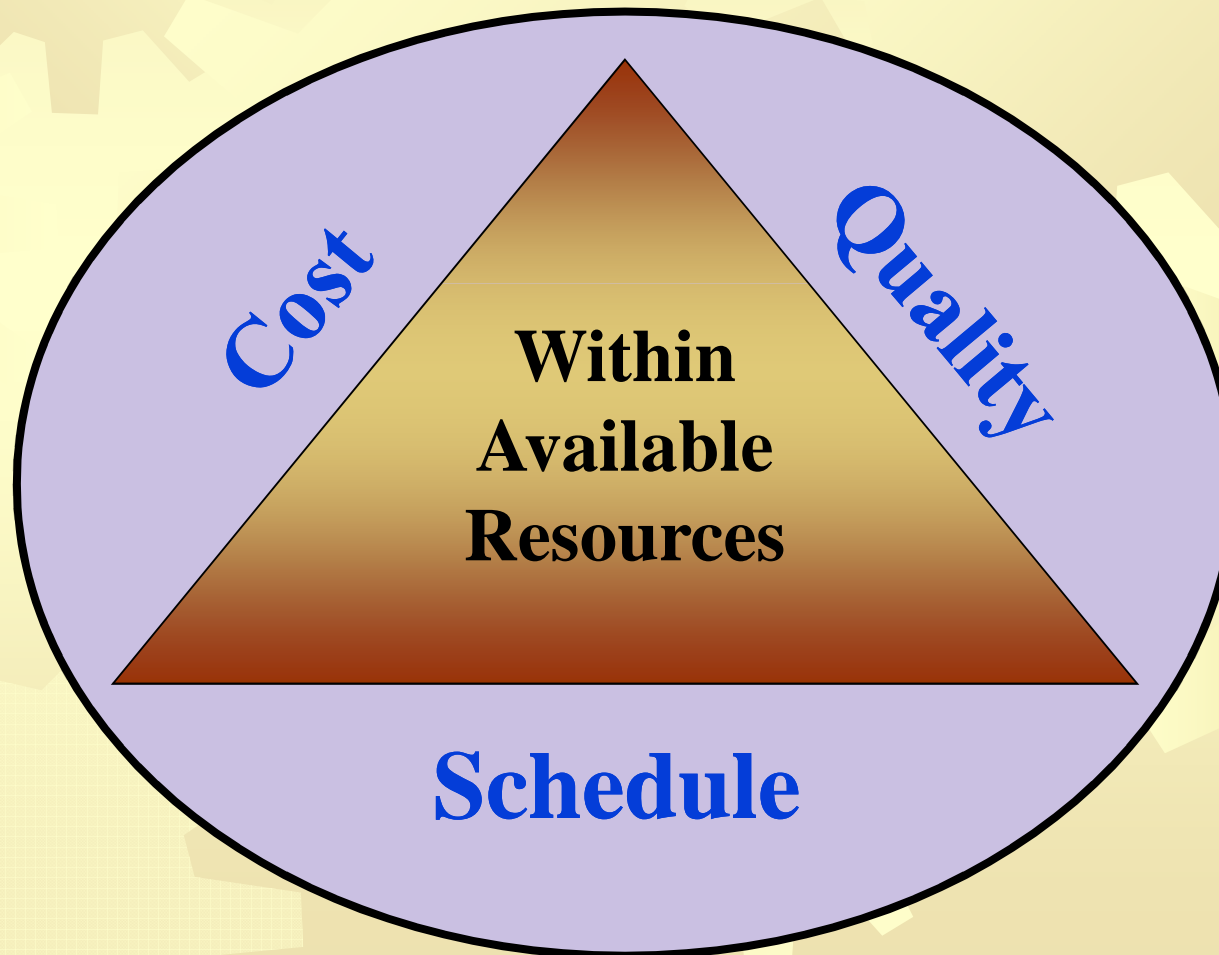 Cost
Quality
Within
Available
Resources
Schedule